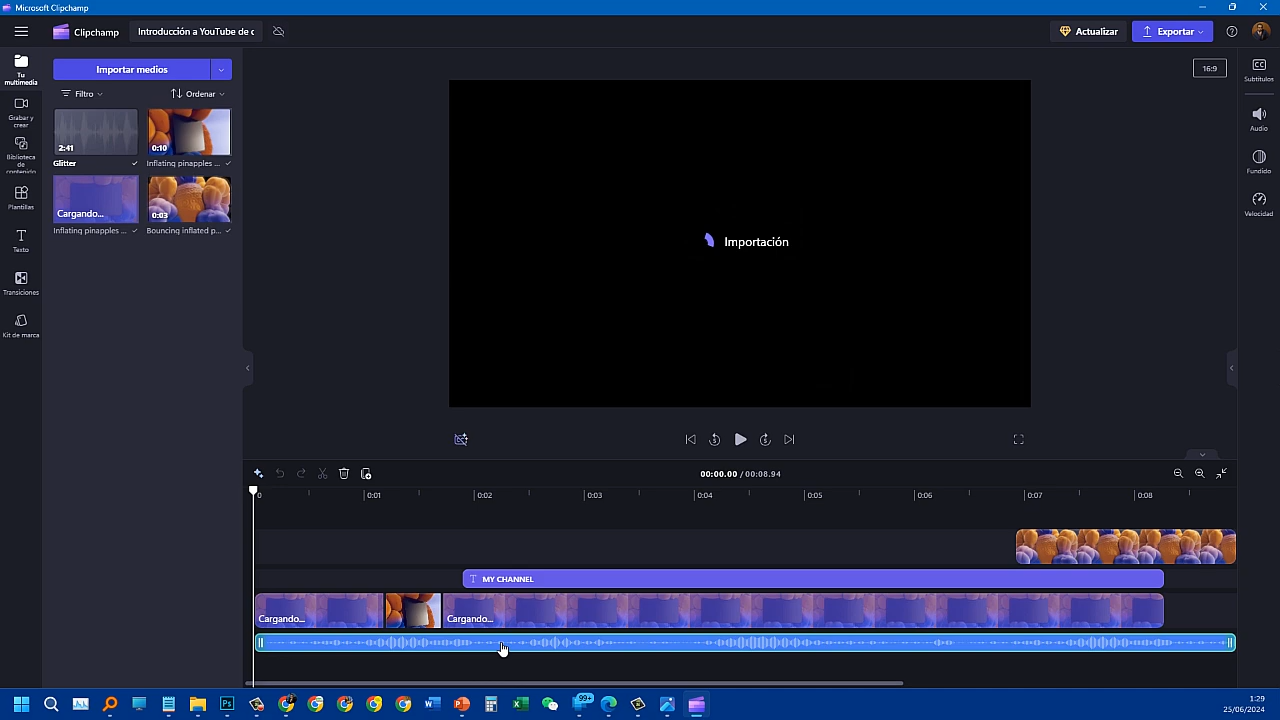 Microsoft Clipchamp
Clipchamp
Introducción a YouTube de c
Actualizar
Exportar
Tu multimedia
Grabar y crear
Biblioteca de contenido
Plantillas
Texto
Transiciones
Kit de marca
Importar medios
Filtro
Ordenar
2:41
Glitter
0:10
Inflating pinapples ...
Cargando...
Inflating pinapples ...
0:03
Bouncing inflated p...
Importación
16:9
CC
Subtítulos
Audio
Fundido
Velocidad
00:00.00 / 00:08.94
0
0:01
0:02
0:03
0:04
0:05
0:06
0:07
0:08
T MY CHANNEL
Cargando...
Cargando...
Ps
99+
1:29
25/06/2024